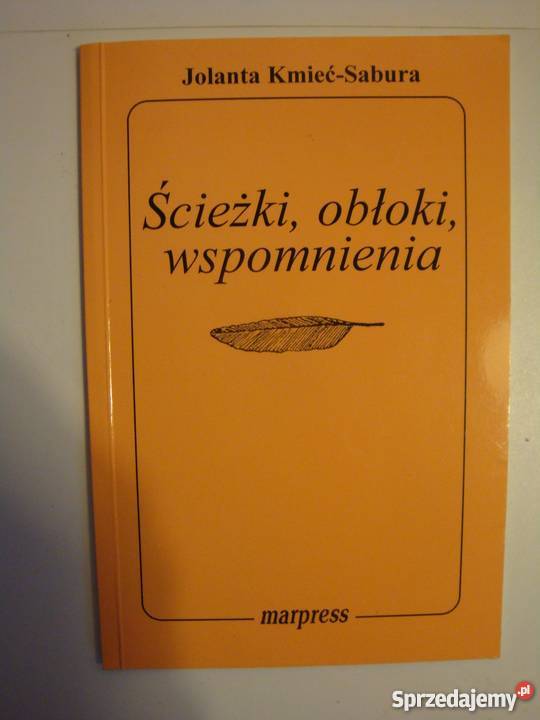 Jolanta Kmieć-Sabura
Ścieżki, obłoki,
wspomnienia
marpress
Sprzedajemy.pl